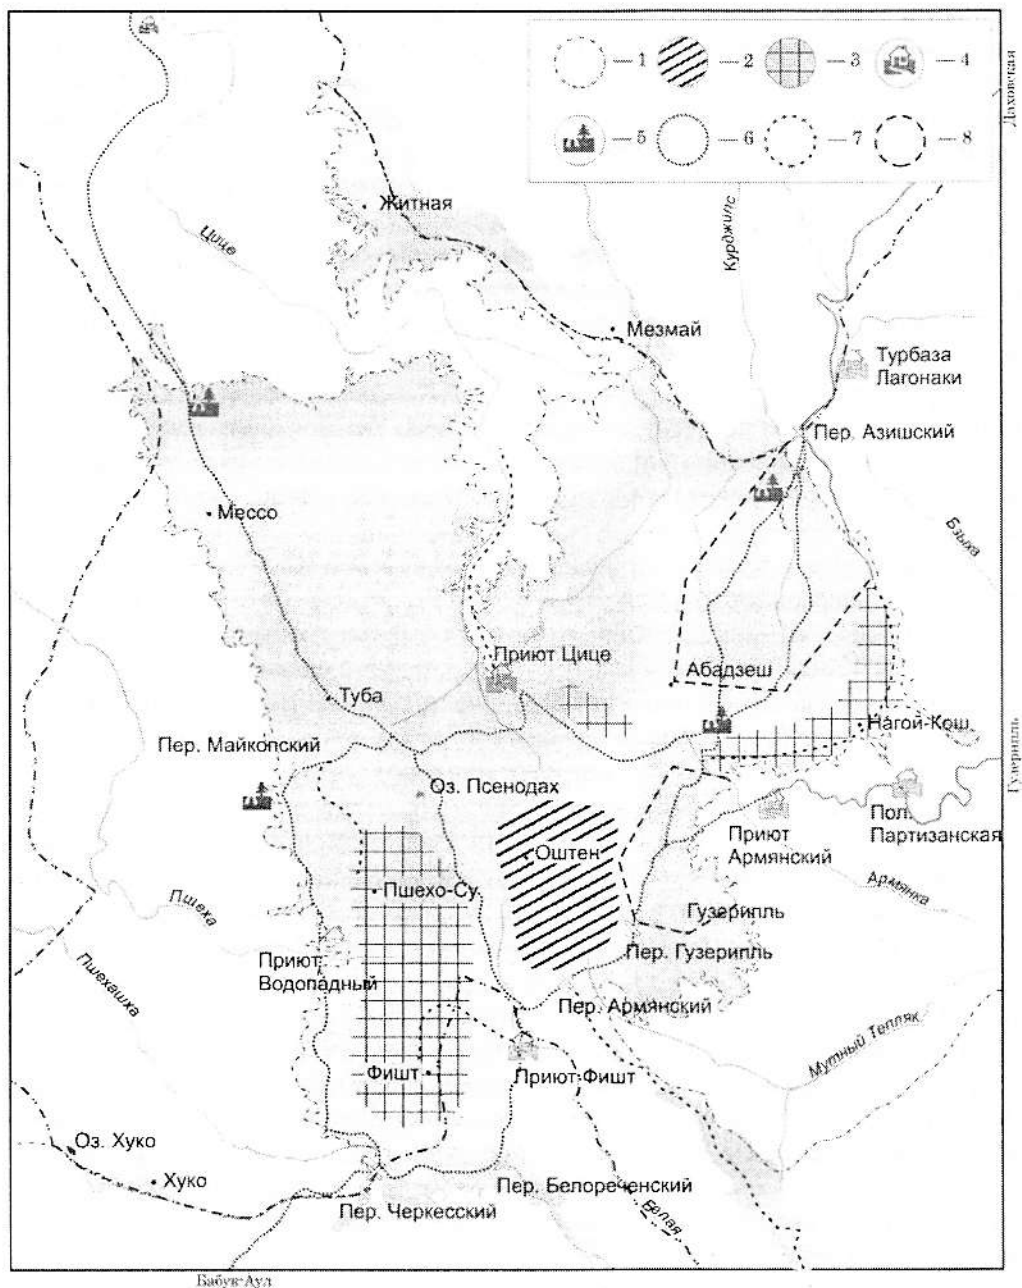 — 1
— 2
— 3
— 4
— 5
— 6
— 7
— 8
Даховская
Житная
Цице
Курджипс
Мезмай
Турбаза
Лагонаки
Пер. Азишский
Мессо
Бзыха
Приют Цице
Абадзеш
Туба
Нагой-Кош
Гузерипль
Пер. Майкопский
Оз. Псенодах
Приют
Армянский
Пол.
Партизанская
Оштен
Пшехо-Су
Армянка
Пшеха
Гузерипль
Пер. Гузерипль
Приют
Водопадный
Пшехашха
Пер. Армянский
Мутный Тепляк
Фишт
Приют Фишт
Оз. Хуко
Хуко
Пер. Белореченский
Пер. Черкесский
Белая
Бабук-Аул